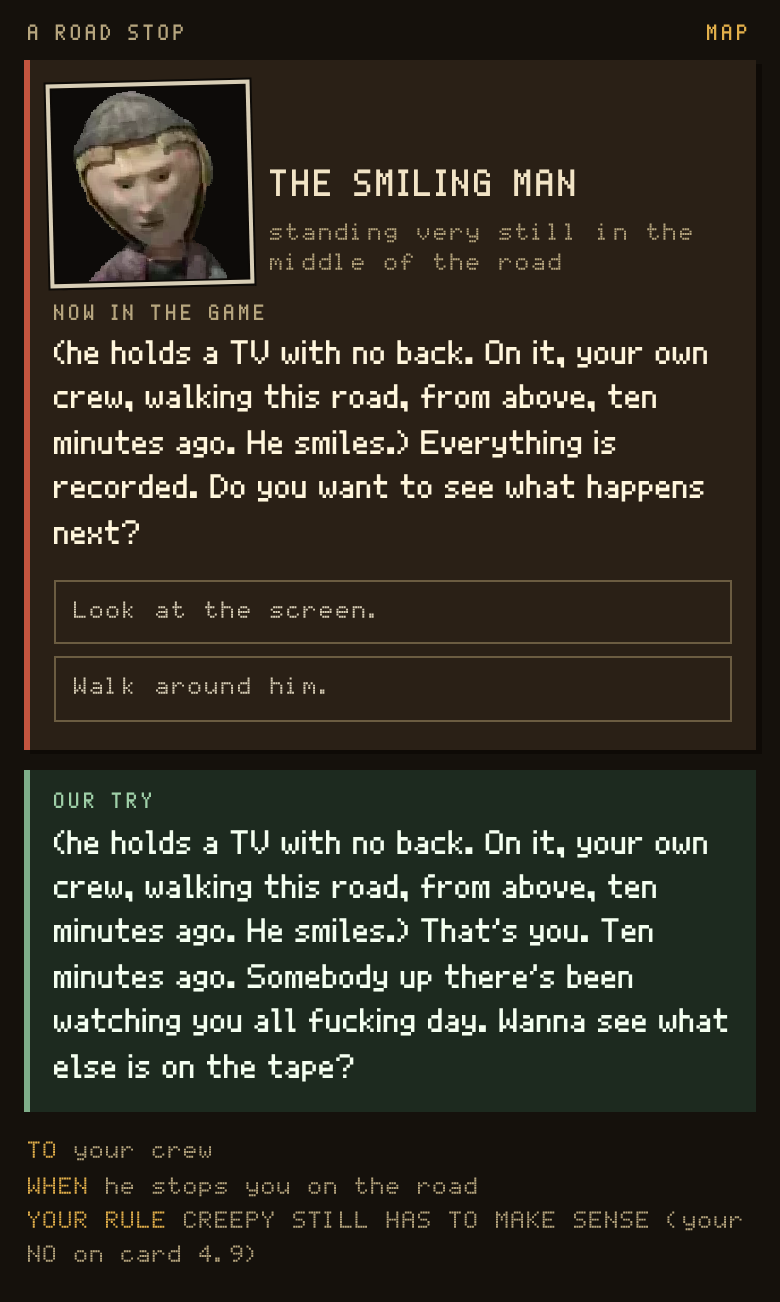 A ROAD STOP
MAP
THE SMILING MAN
standing very still in the
middle of the road
NOW IN THE GAME
(he holds a TV with no back. On it, your own
crew, walking this road, from above, ten
minutes ago. He smiles.) Everything is
recorded. Do you want to see what happens
next?
Look at the screen.
Walk around him.
OUR TRY
(he holds a TV with no back. On it, your own
crew, walking this road, from above, ten
minutes ago. He smiles.) That's you. Ten
minutes ago. Somebody up there's been
watching you all fucking day. Wanna see what
else is on the tape?
TO your crew
WHEN he stops you on the road
YOUR RULE CREEPY STILL HAS TO MAKE SENSE (your
NO on card 4.9)